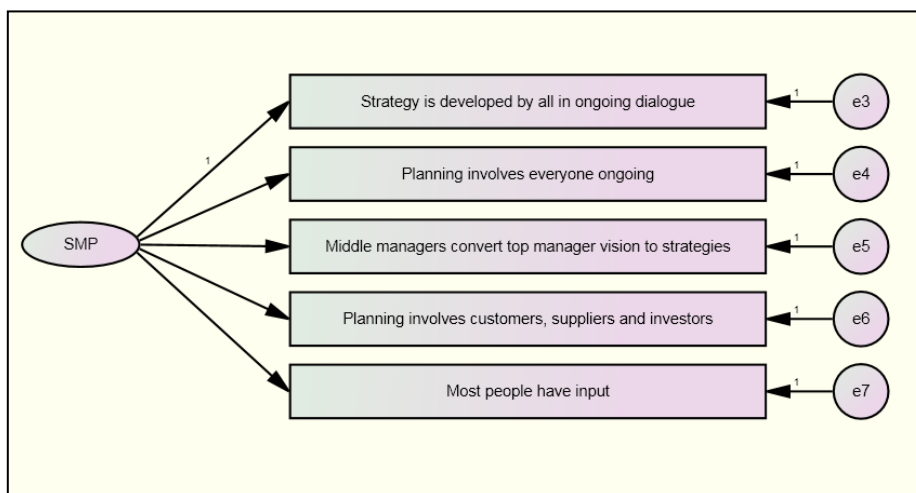 Strategy is developed by all in ongoing dialogue
1
e3
1
Planning involves everyone ongoing
1
e4
SMP
Middle managers convert top manager vision to strategies
1
e5
Planning involves customers, suppliers and investors
1
e6
Most people have input
1
e7